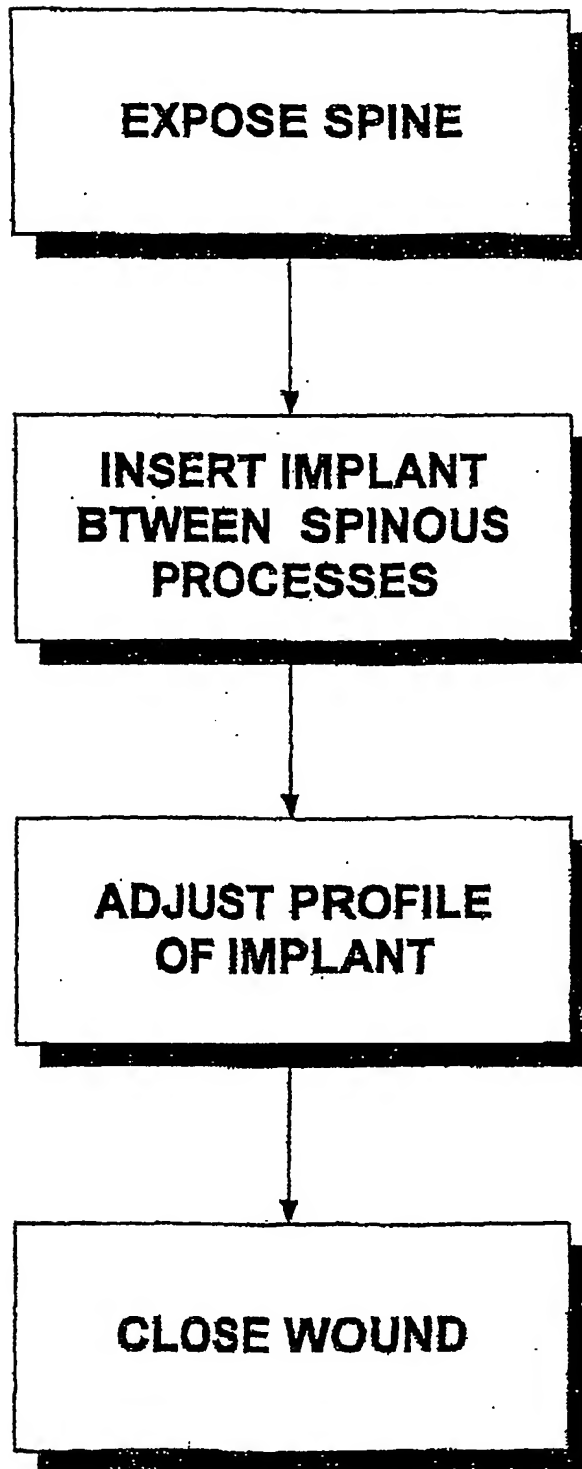 EXPOSE SPINE
INSERT IMPLANT
BTWEEN SPINOUS
PROCESSES
ADJUST PROFILE
OF IMPLANT
CLOSE WOUND